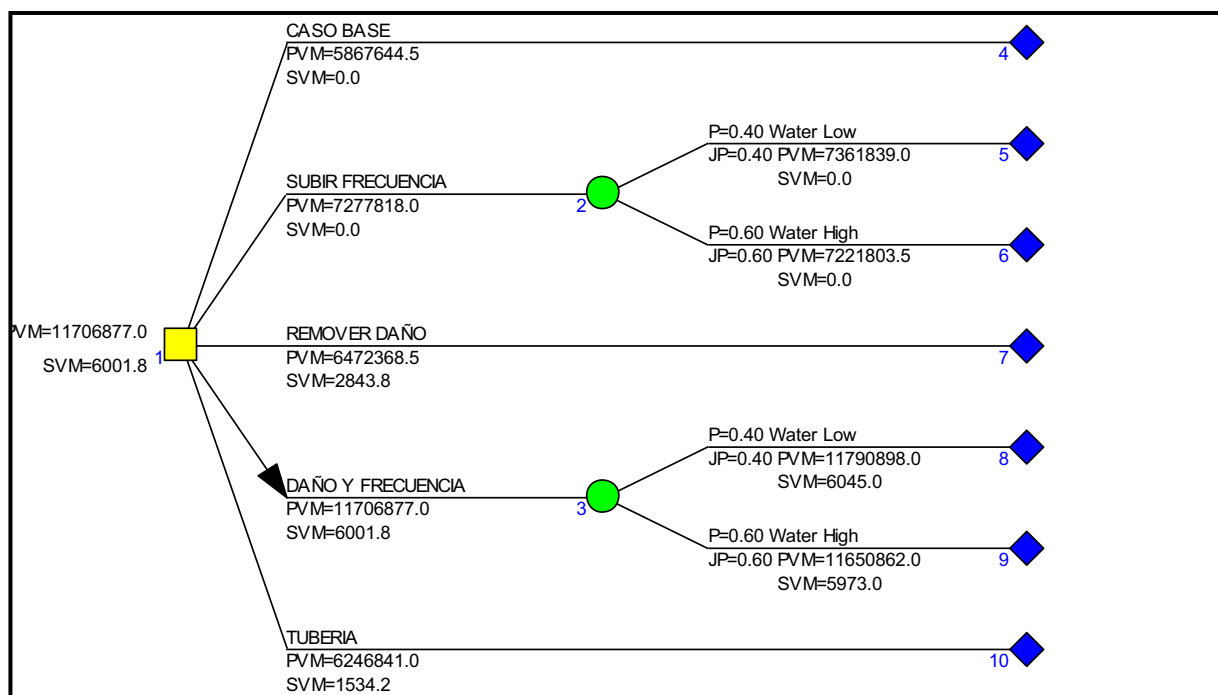 CASO BASE
PVM=5867644.5
SVM=0.0
4
P=0.40 Water Low
JP=0.40 PVM=7361839.0
SVM=0.0
5
SUBIR FRECUENCIA
PVM=7277818.0
SVM=0.0
2
P=0.60 Water High
JP=0.60 PVM=7221803.5
SVM=0.0
6
PVM=11706877.0
SVM=6001.8
1
REMOVER DAÑO
PVM=6472368.5
SVM=2843.8
7
P=0.40 Water Low
JP=0.40 PVM=11790898.0
SVM=6045.0
8
DAÑO Y FRECUENCIA
PVM=11706877.0
SVM=6001.8
3
P=0.60 Water High
JP=0.60 PVM=11650862.0
SVM=5973.0
9
TUBERIA
PVM=6246841.0
SVM=1534.2
10